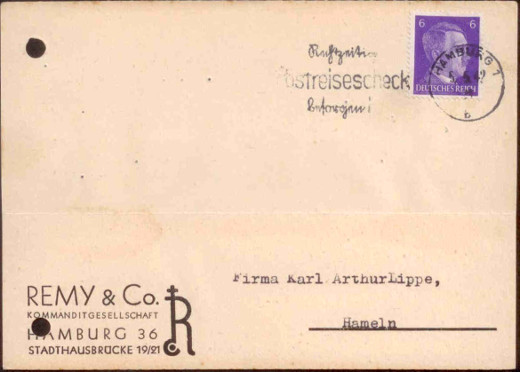 6 6
DEUTSCHES REICH
HAMBURG 1
b
Rechtzeitig
Postreisescheck
besorgen!
Firma Karl ArthurLippe,
Hameln
REMY & Co.
KOMMANDITGESELLSCHAFT
HAMBURG 36
STADTHAUSBRÜCKE 19/21
R